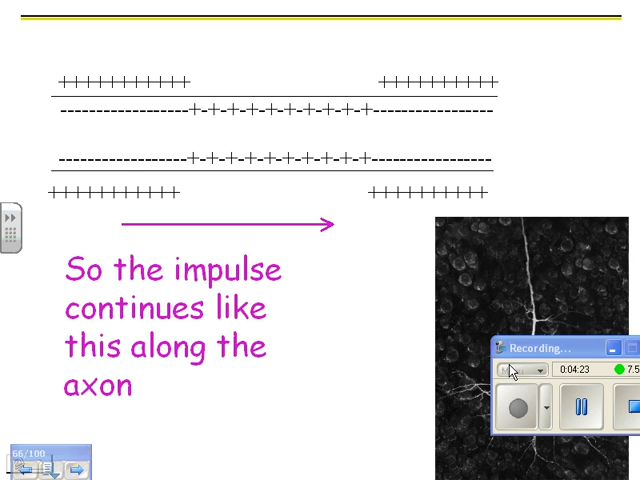 +++++++++++ ++++++++++
------------------+-+-+-+-+-+-+-+-+-----------------
------------------+-+-+-+-+-+-+-+-+-----------------
+++++++++++ ++++++++++
So the impulse
continues like
this along the
axon
Recording...
0:04:23
66/100